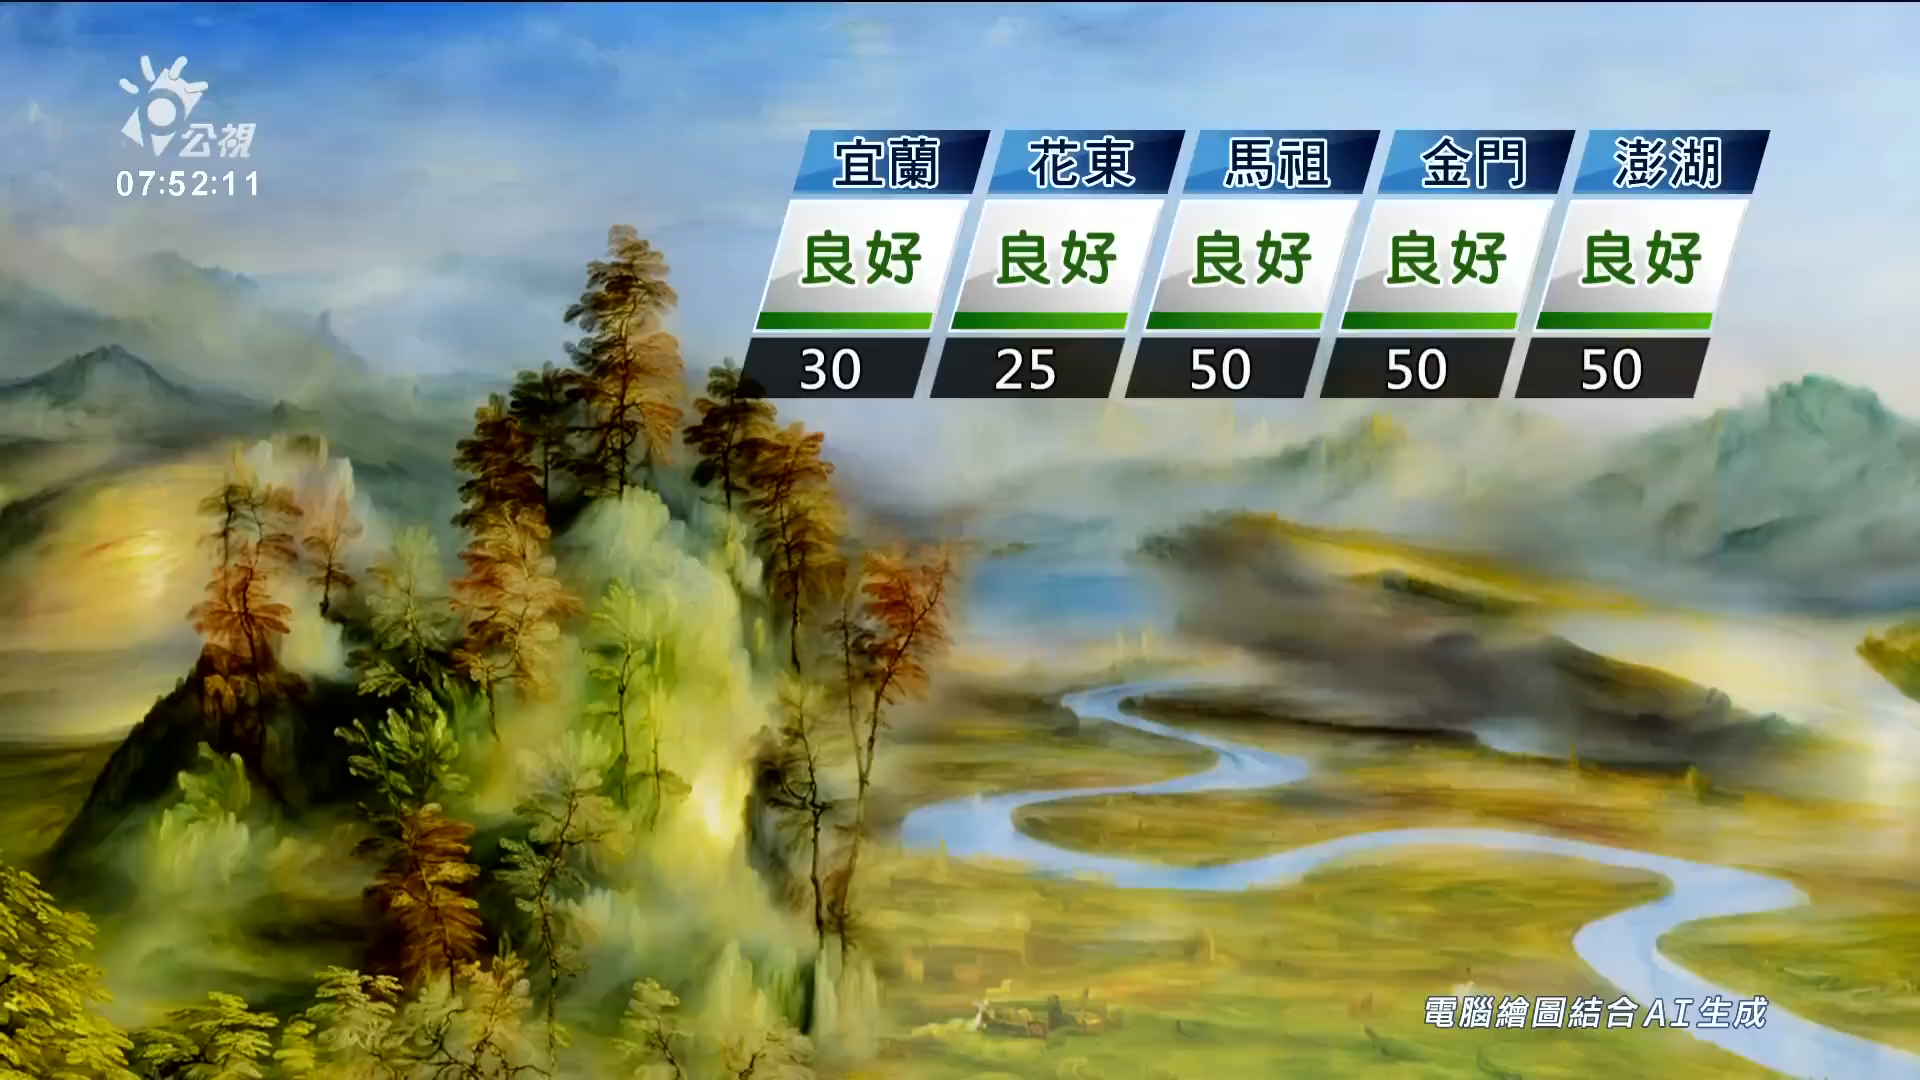 公視
07:52:11
宜蘭 花東 馬祖 金門 澎湖
良好 良好 良好 良好 良好
30 25 50 50 50
電腦繪圖結合AI生成